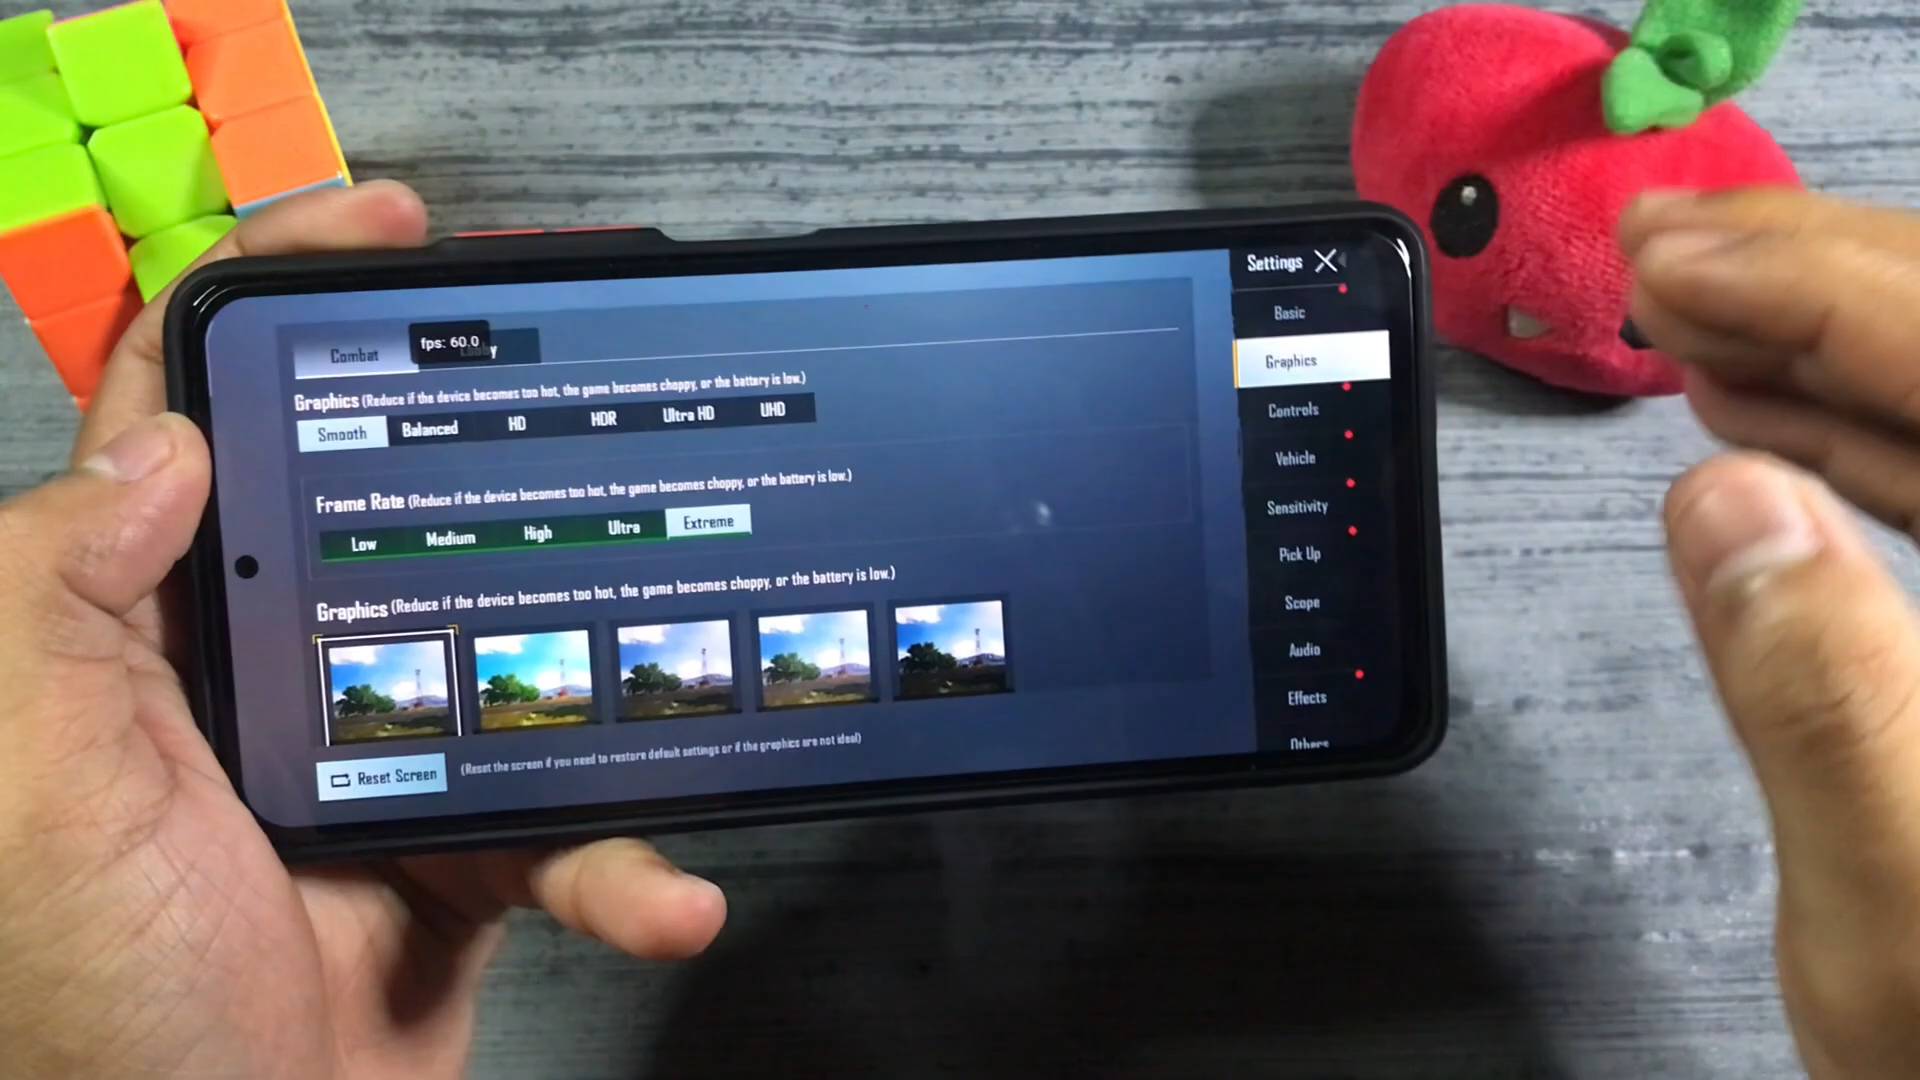 Settings
Combat
fps: 60.0
Graphics (Reduce if the device becomes too hot, the game becomes choppy, or the battery is low.)
Smooth Balanced HD HDR Ultra HD UHD
Frame Rate (Reduce if the device becomes too hot, the game becomes choppy, or the battery is low.)
Low Medium High Ultra Extreme
Graphics (Reduce if the device becomes too hot, the game becomes choppy, or the battery is low.)
Reset Screen (Reset the screen if you need to restore default settings or if the graphics are not ideal)
Basic
Graphics
Controls
Vehicle
Sensitivity
Pick Up
Scope
Audio
Effects
Others